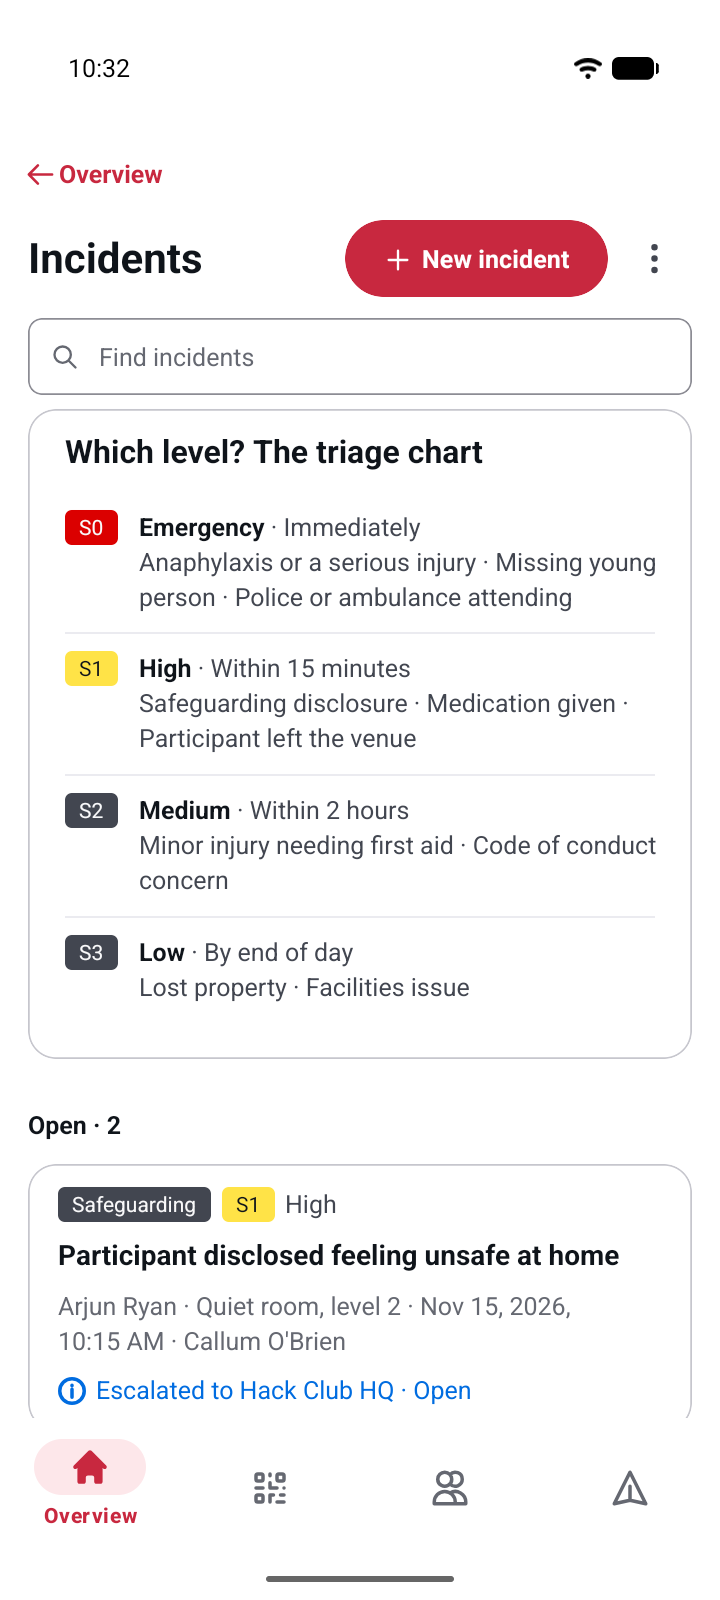 10:32
Overview
Incidents
New incident
Find incidents
Which level? The triage chart
S0 Emergency · Immediately
Anaphylaxis or a serious injury · Missing young
person · Police or ambulance attending
S1 High · Within 15 minutes
Safeguarding disclosure · Medication given ·
Participant left the venue
S2 Medium · Within 2 hours
Minor injury needing first aid · Code of conduct
concern
S3 Low · By end of day
Lost property · Facilities issue
Open · 2
Safeguarding S1 High
Participant disclosed feeling unsafe at home
Arjun Ryan · Quiet room, level 2 · Nov 15, 2026,
10:15 AM · Callum O'Brien
Escalated to Hack Club HQ · Open
Overview